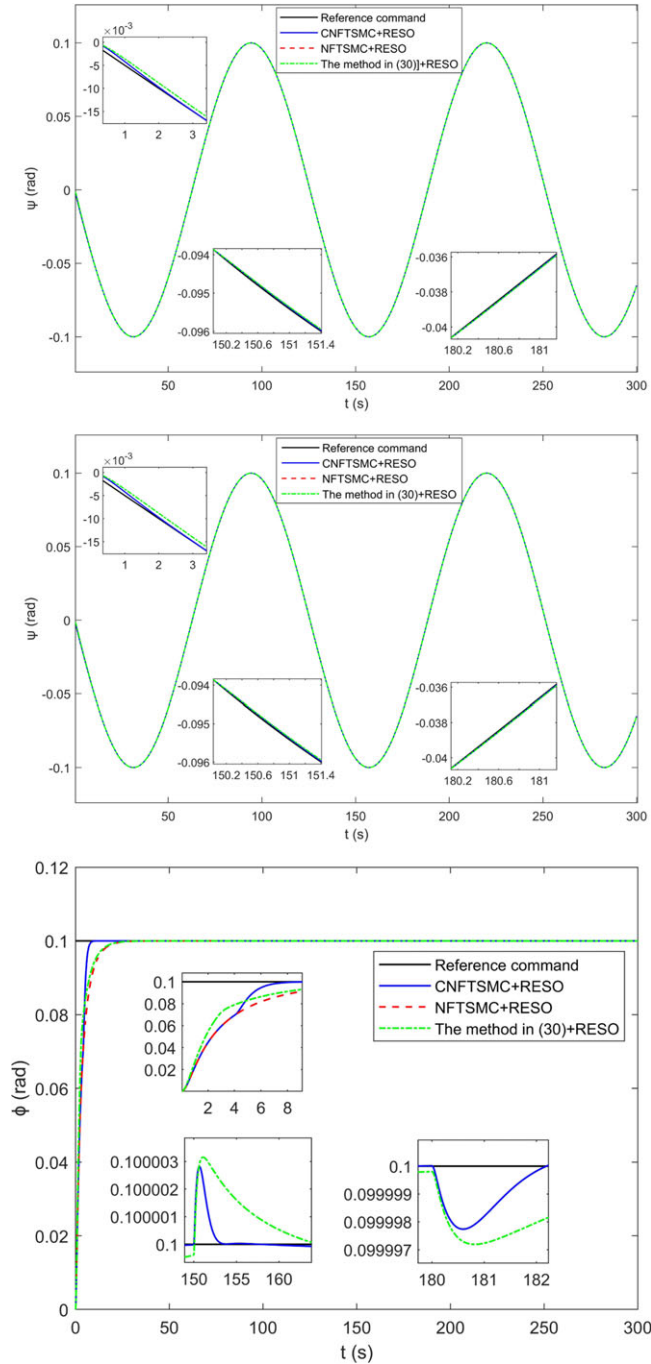 Reference command
CNFTSMC+RESO
NFTSMC+RESO
The method in (30)]+RESO
×10⁻³
0
-5
-10
-15
1 2 3
0.1
0.05
0
-0.05
-0.1
ψ (rad)
-0.094
-0.095
-0.096
150.2 150.6 151 151.4
-0.036
-0.038
-0.04
180.2 180.6 181
50 100 150 200 250 300
t (s)
Reference command
CNFTSMC+RESO
NFTSMC+RESO
The method in (30)+RESO
×10⁻³
0
-5
-10
-15
1 2 3
0.1
0.05
0
-0.05
-0.1
ψ (rad)
-0.094
-0.095
-0.096
150.2 150.6 151 151.4
-0.036
-0.038
-0.04
180.2 180.6 181
50 100 150 200 250 300
t (s)
0.12
0.1
0.08
0.06
0.04
0.02
0
ϕ (rad)
Reference command
CNFTSMC+RESO
NFTSMC+RESO
The method in (30)+RESO
0.1
0.08
0.06
0.04
0.02
2 4 6 8
0.100003
0.100002
0.100001
0.1
150 155 160
0.1
0.099999
0.099998
0.099997
180 181 182
0 50 100 150 200 250 300
t (s)